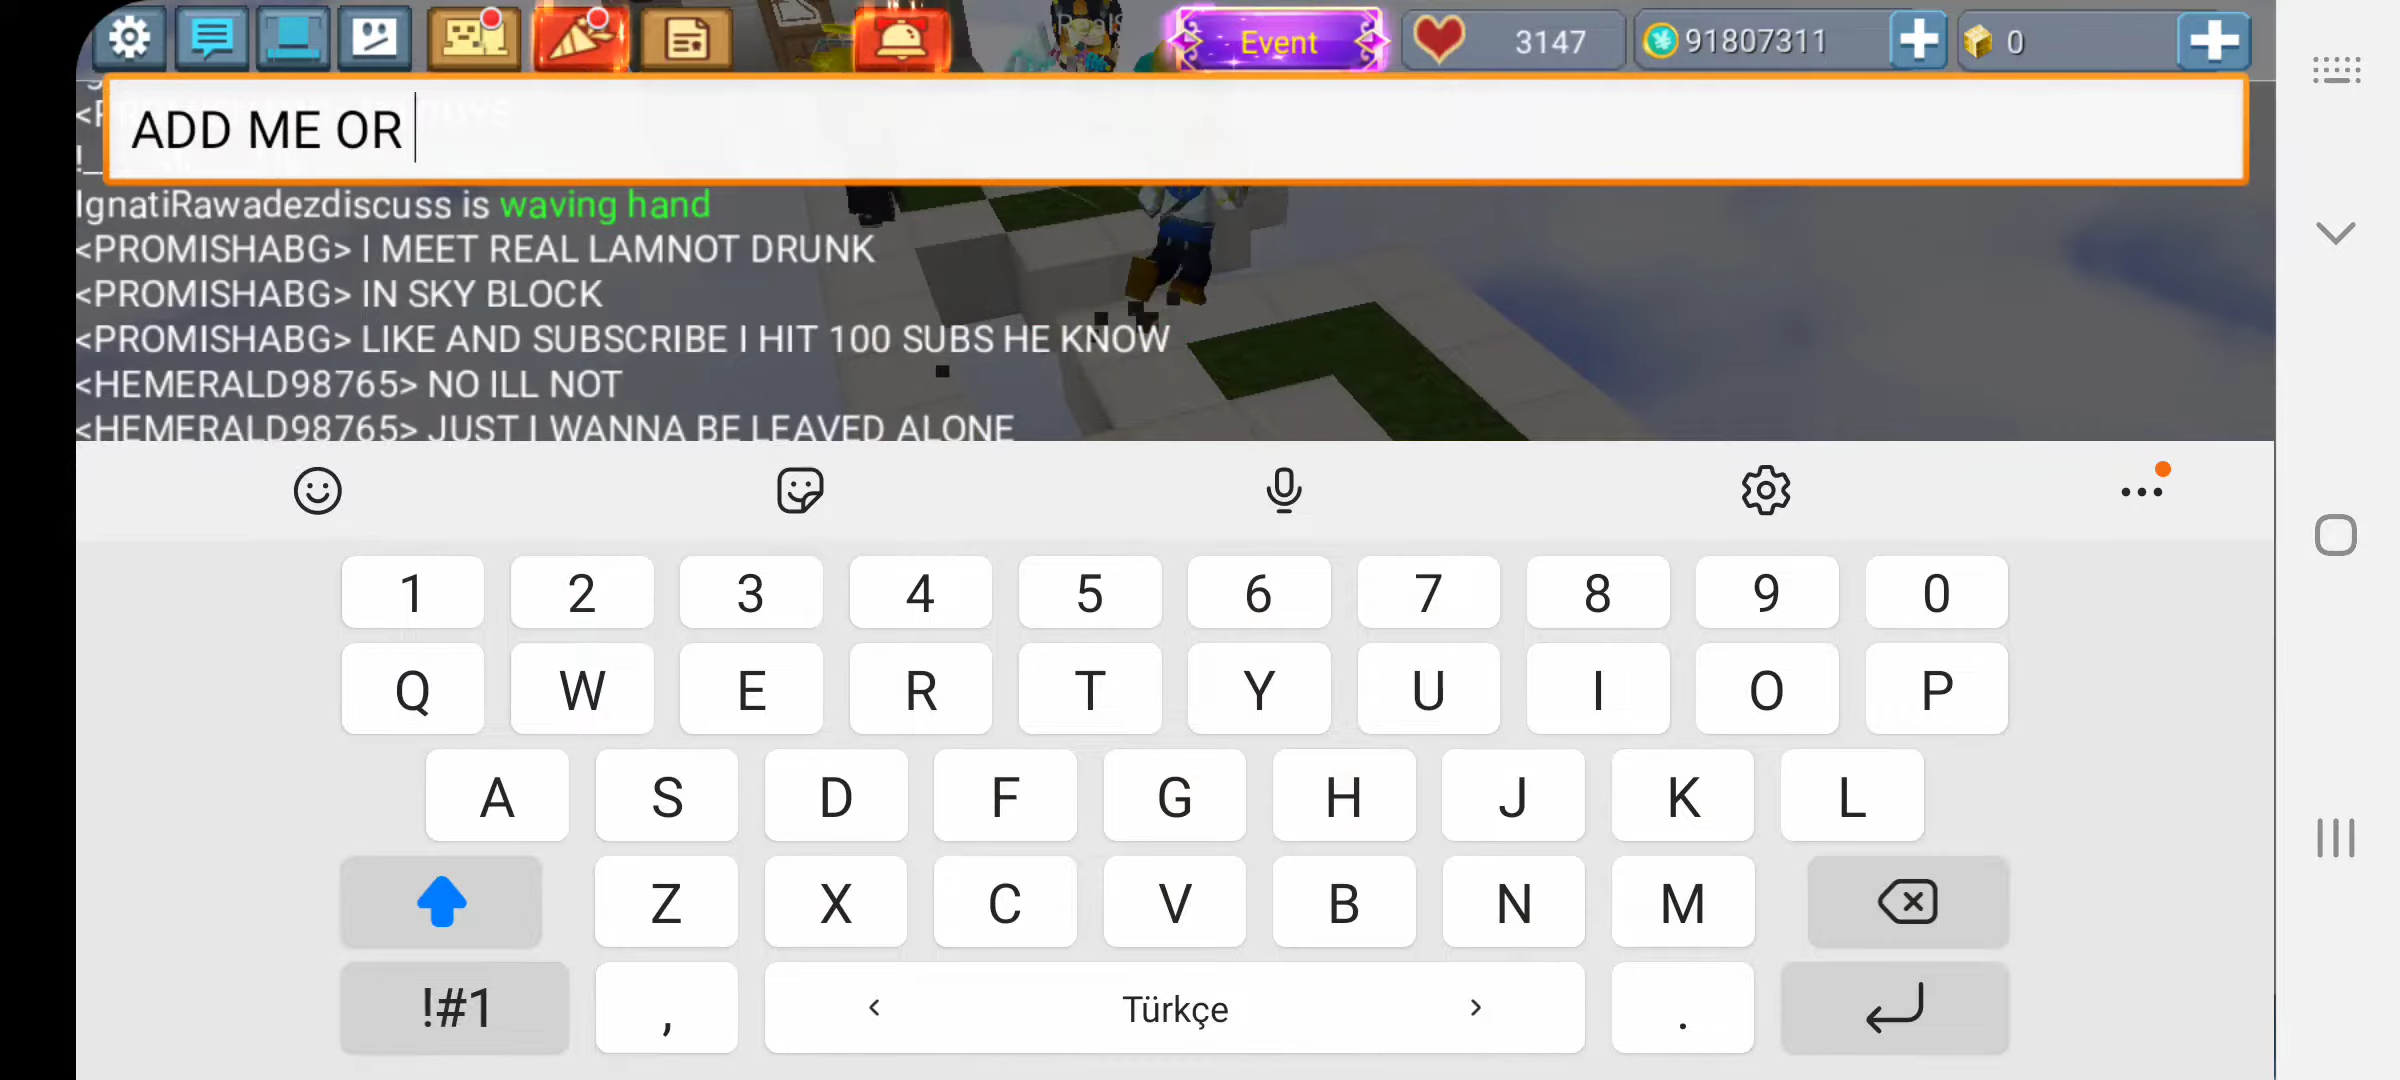 Event
3147
91807311
0
ADD ME OR
IgnatiRawadezdiscuss is waving hand
<PROMISHABG> I MEET REAL LAMNOT DRUNK
<PROMISHABG> IN SKY BLOCK
<PROMISHABG> LIKE AND SUBSCRIBE I HIT 100 SUBS HE KNOW
<HEMERALD98765> NO ILL NOT
<HEMERALD98765> JUST I WANNA BE LEAVED ALONE
1 2 3 4 5 6 7 8 9 0
Q W E R T Y U I O P
A S D F G H J K L
Z X C V B N M
!#1 , < Türkçe > .